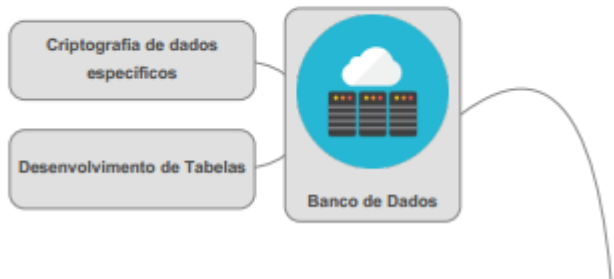 Criptografia de dados
específicos
Desenvolvimento de Tabelas
Banco de Dados